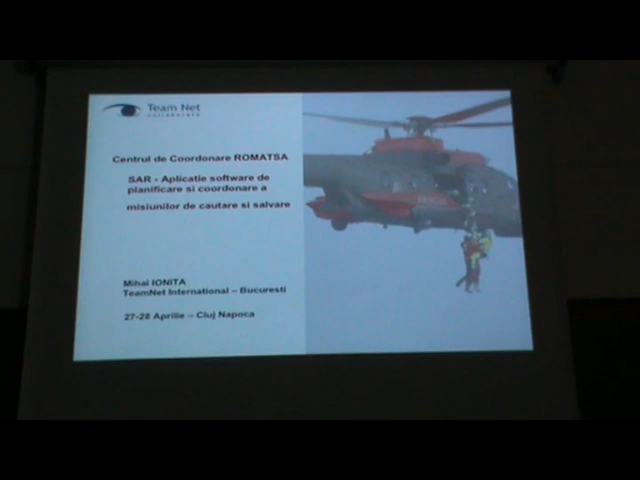 Team Net
collaborate
Centrul de Coordonare ROMATSA
SAR - Aplicatie software de
planificare si coordonare a
misiunilor de cautare si salvare
Mihai IONITA
TeamNet International – Bucuresti
27-28 Aprilie – Cluj Napoca